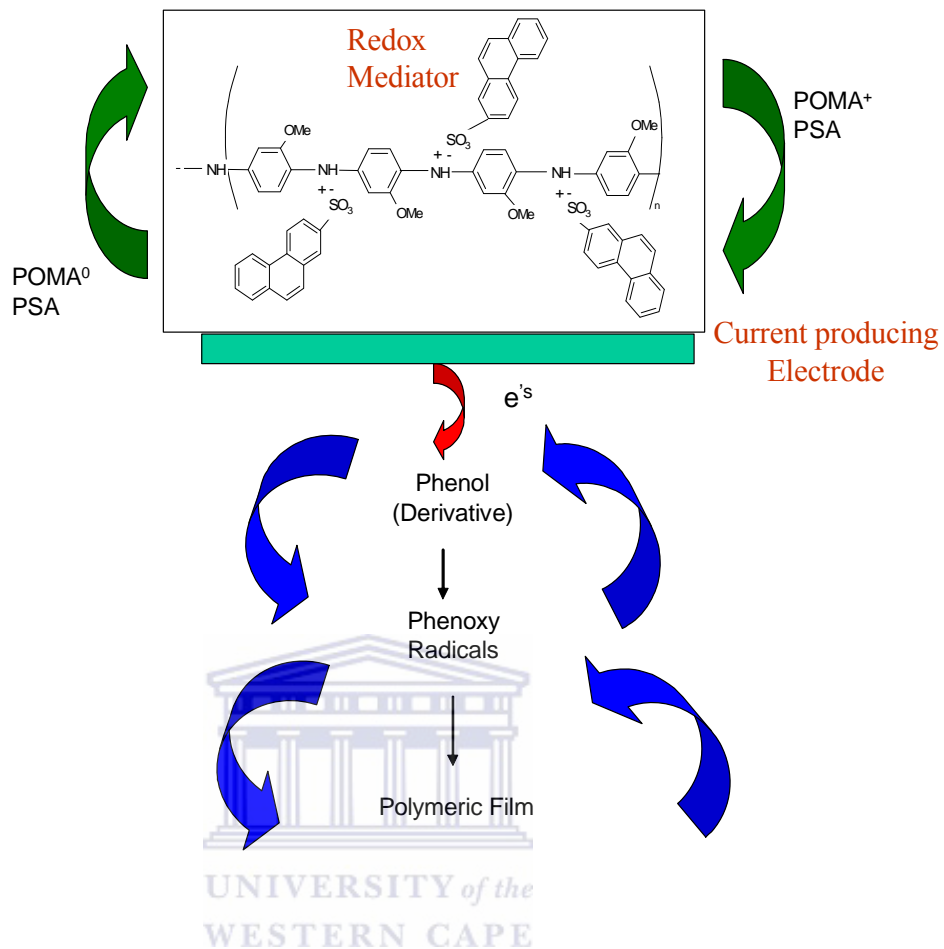 Redox
Mediator
POMA⁺
PSA
OMe
SO₃
OMe
- NH
NH
NH
NH
+ -
+ -
+ -
SO₃
OMe
OMe
SO₃
n
POMA⁰
PSA
Current producing
Electrode
e's
Phenol
(Derivative)
Phenoxy
Radicals
Polymeric Film
UNIVERSITY of the
WESTERN CAPE